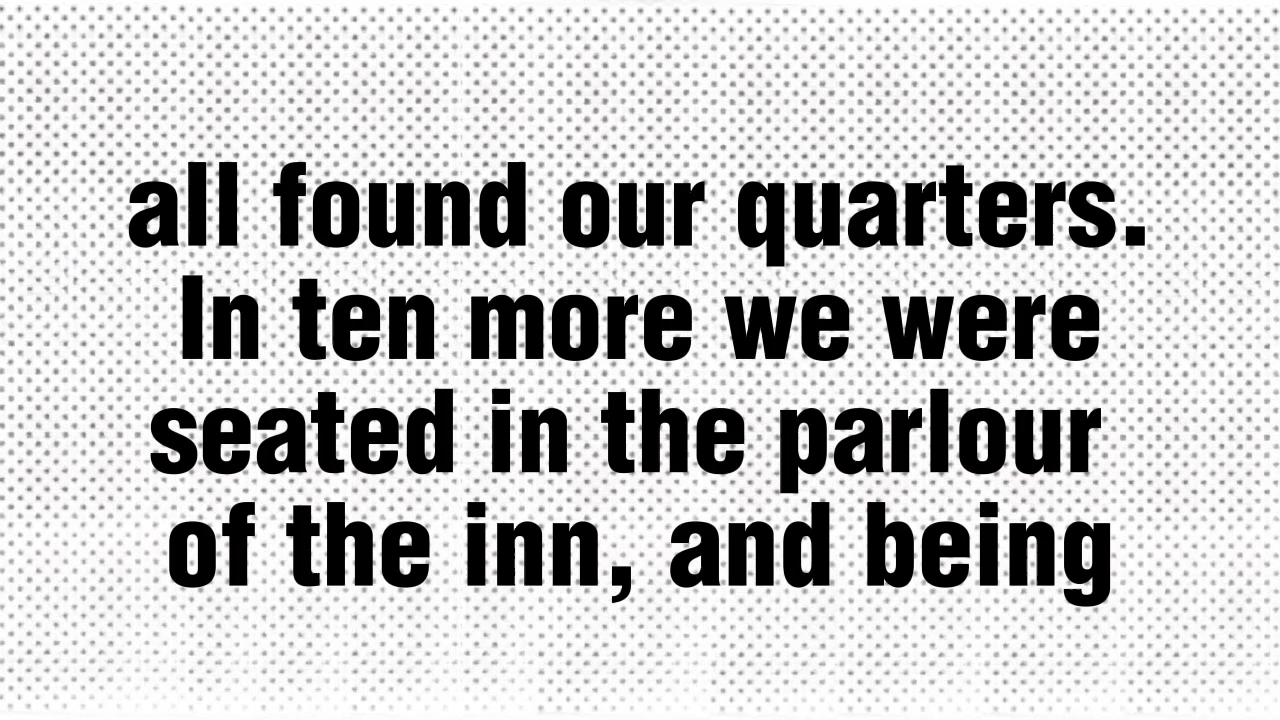 all found our quarters.
In ten more we were
seated in the parlour
of the inn, and being